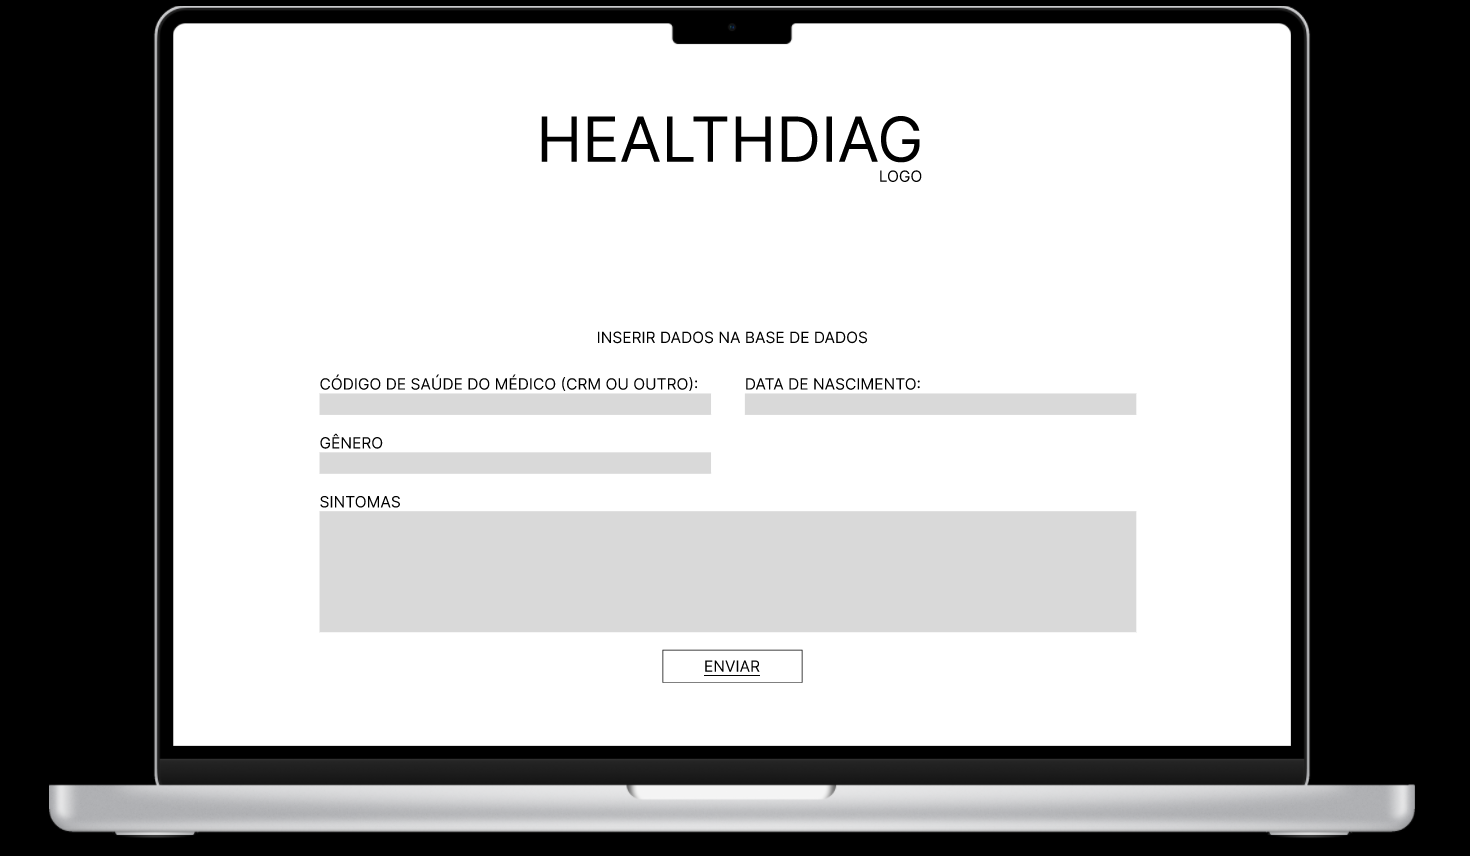 HEALTHDIAG
LOGO
INSERIR DADOS NA BASE DE DADOS
CÓDIGO DE SAÚDE DO MÉDICO (CRM OU OUTRO):
DATA DE NASCIMENTO:
GÊNERO
SINTOMAS
ENVIAR